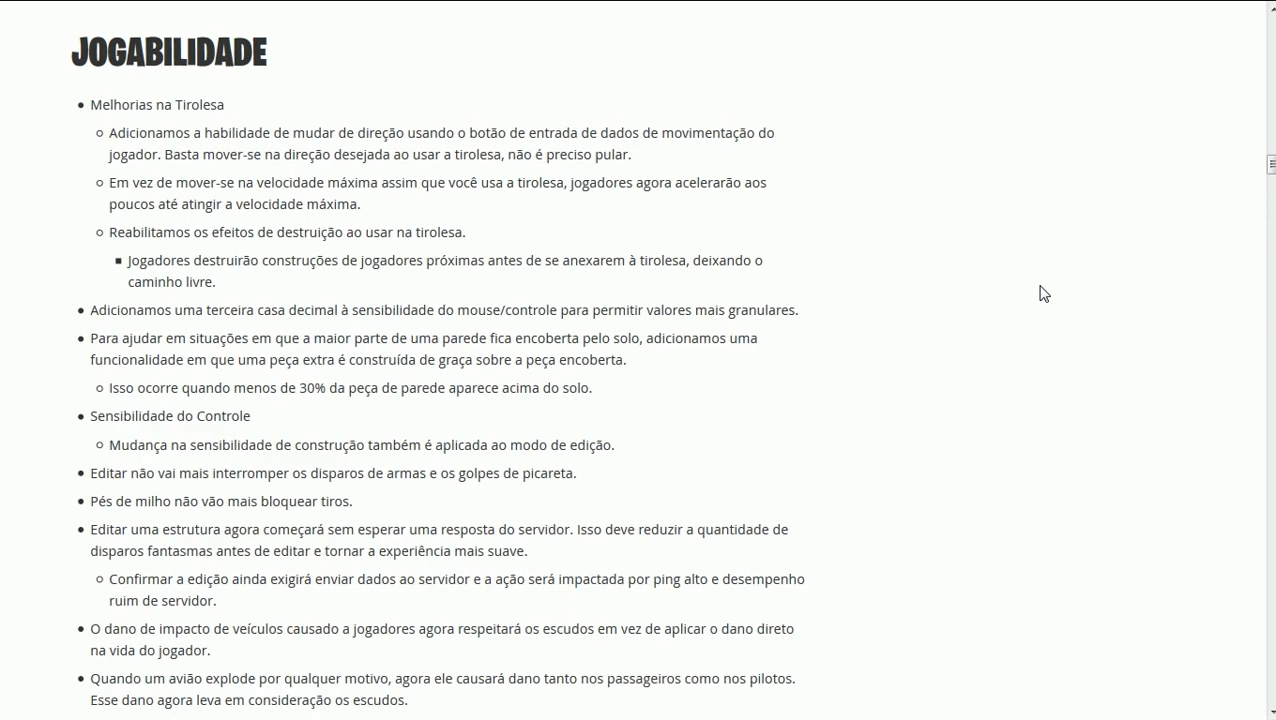 JOGABILIDADE
• Melhorias na Tirolesa
○ Adicionamos a habilidade de mudar de direção usando o botão de entrada de dados de movimentação do
jogador. Basta mover-se na direção desejada ao usar a tirolesa, não é preciso pular.
○ Em vez de mover-se na velocidade máxima assim que você usa a tirolesa, jogadores agora acelerarão aos
poucos até atingir a velocidade máxima.
○ Reabilitamos os efeitos de destruição ao usar na tirolesa.
▪ Jogadores destruirão construções de jogadores próximas antes de se anexarem à tirolesa, deixando o
caminho livre.
• Adicionamos uma terceira casa decimal à sensibilidade do mouse/controle para permitir valores mais granulares.
• Para ajudar em situações em que a maior parte de uma parede fica encoberta pelo solo, adicionamos uma
funcionalidade em que uma peça extra é construída de graça sobre a peça encoberta.
○ Isso ocorre quando menos de 30% da peça de parede aparece acima do solo.
• Sensibilidade do Controle
○ Mudança na sensibilidade de construção também é aplicada ao modo de edição.
• Editar não vai mais interromper os disparos de armas e os golpes de picareta.
• Pés de milho não vão mais bloquear tiros.
• Editar uma estrutura agora começará sem esperar uma resposta do servidor. Isso deve reduzir a quantidade de
disparos fantasmas antes de editar e tornar a experiência mais suave.
○ Confirmar a edição ainda exigirá enviar dados ao servidor e a ação será impactada por ping alto e desempenho
ruim de servidor.
• O dano de impacto de veículos causado a jogadores agora respeitará os escudos em vez de aplicar o dano direto
na vida do jogador.
• Quando um avião explode por qualquer motivo, agora ele causará dano tanto nos passageiros como nos pilotos.
Esse dano agora leva em consideração os escudos.